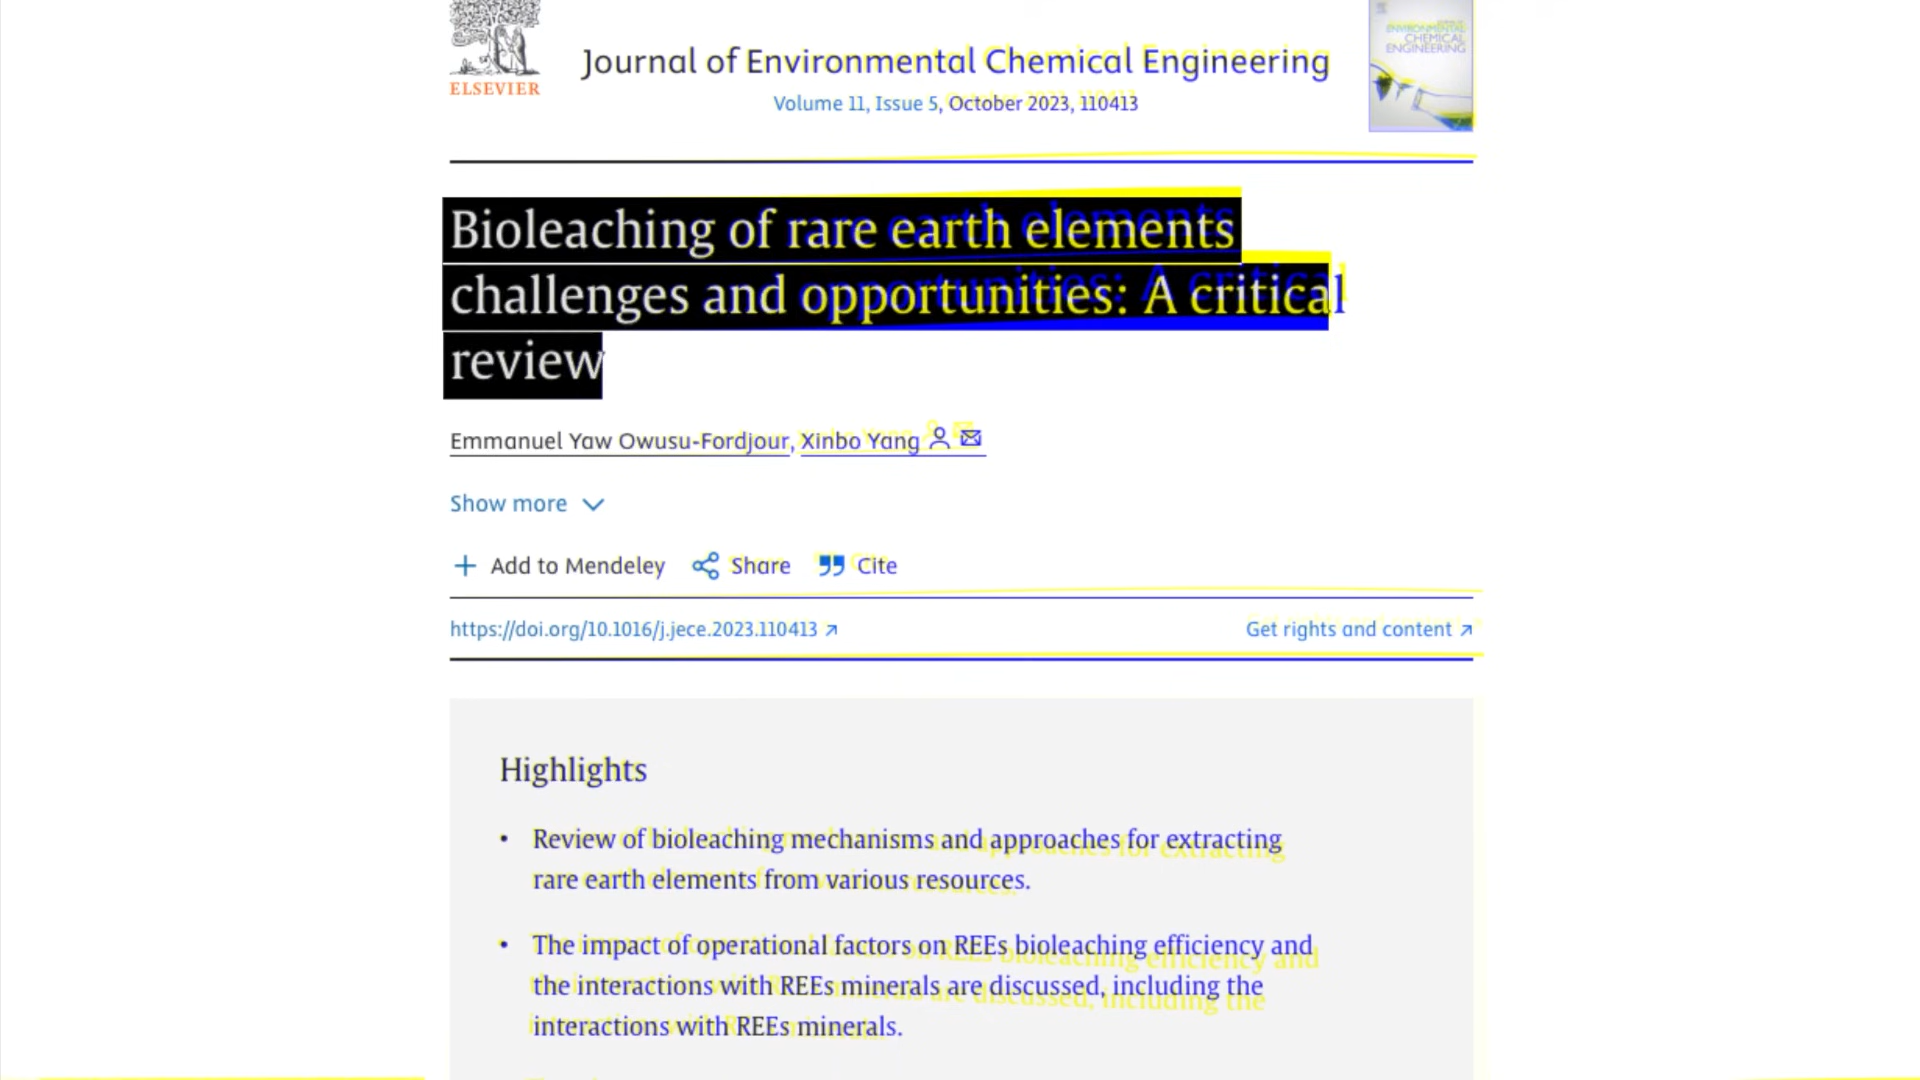 ELSEVIER
Journal of Environmental Chemical Engineering
Volume 11, Issue 5, October 2023, 110413
ENVIRONMENTAL
CHEMICAL
ENGINEERING
Bioleaching of rare earth elements
challenges and opportunities: A critical
review
Emmanuel Yaw Owusu-Fordjour, Xinbo Yang
Show more
Add to Mendeley Share Cite
https://doi.org/10.1016/j.jece.2023.110413 Get rights and content
Highlights
• Review of bioleaching mechanisms and approaches for extracting
rare earth elements from various resources.
• The impact of operational factors on REEs bioleaching efficiency and
the interactions with REEs minerals are discussed, including the
interactions with REEs minerals.